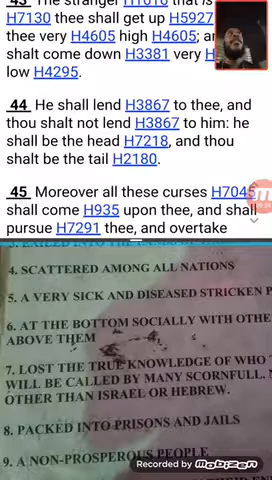 43 The stranger H1616 that is
H7130 thee shall get up H5927
thee very H4605 high H4605; a
shalt come down H3381 very H
low H4295.
44 He shall lend H3867 to thee, and
thou shalt not lend H3867 to him: he
shall be the head H7218, and thou
shalt be the tail H2180.
45 Moreover all these curses H7045
shall come H935 upon thee, and shall
pursue H7291 thee, and overtake
4. SCATTERED AMONG ALL NATIONS
5. A VERY SICK AND DISEASED STRICKEN P
6. AT THE BOTTOM SOCIALLY WITH OTHE
ABOVE THEM
7. LOST THE TRUE KNOWLEDGE OF WHO
WILL BE CALLED BY MANY SCORNFULL.
OTHER THAN ISRAEL OR HEBREW.
8. PACKED INTO PRISONS AND JAILS
9. A NON-PROSPEROUS PEOPLE
Recorded by mobizen